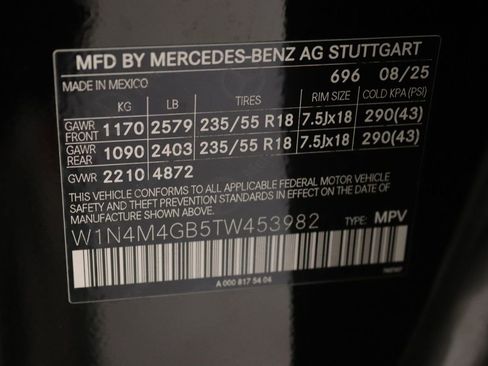 MFD BY MERCEDES-BENZ AG STUTTGART
MADE IN MEXICO 696 08/25
KG LB TIRES RIM SIZE COLD KPA (PSI)
GAWR FRONT 1170 2579 235/55 R18 7.5Jx18 290(43)
GAWR REAR 1090 2403 235/55 R18 7.5Jx18 290(43)
GVWR 2210 4872
THIS VEHICLE CONFORMS TO ALL APPLICABLE FEDERAL MOTOR VEHICLE
SAFETY AND THEFT PREVENTION STANDARDS IN EFFECT ON THE DATE OF
MANUFACTURE SHOWN ABOVE.
W1N4M4GB5TW453982 TYPE: MPV
A 000 817 54 04